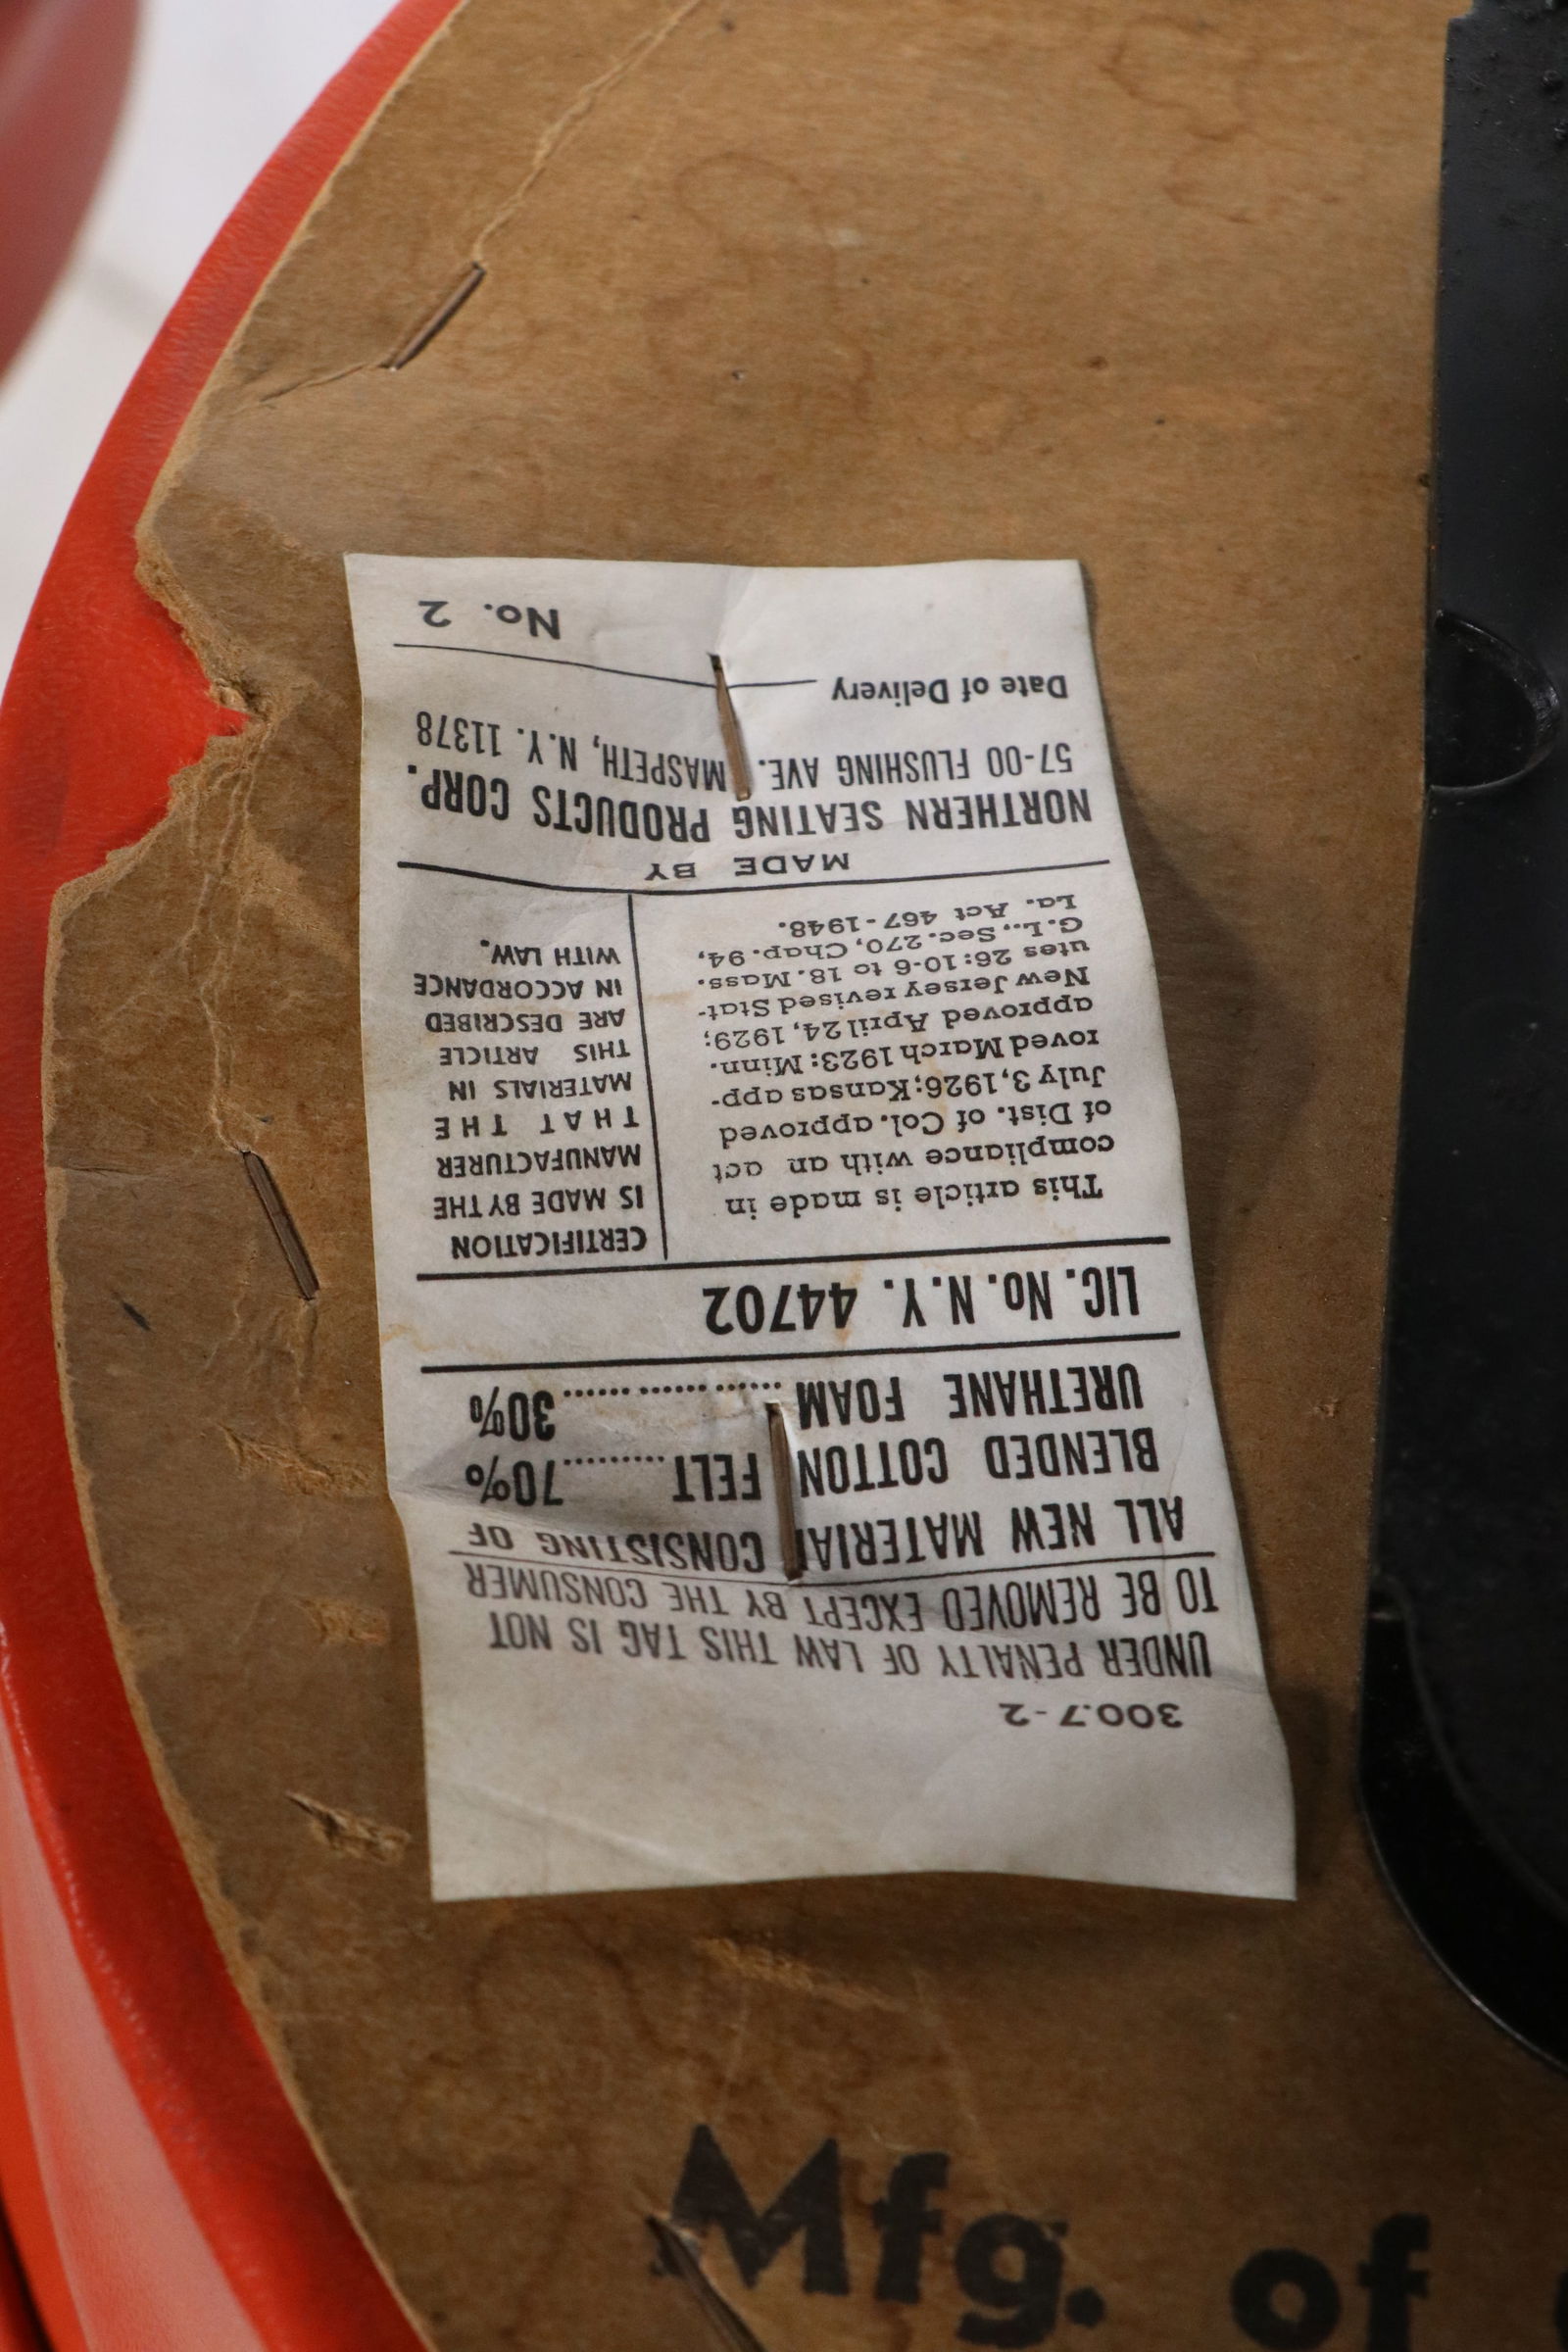 300.7-2
UNDER PENALTY OF LAW THIS TAG IS NOT
TO BE REMOVED EXCEPT BY THE CONSUMER
ALL NEW MATERIAL CONSISTING OF
BLENDED COTTON FELT..........70%
URETHANE FOAM ..................30%
LIC. No. N.Y. 44702
This article is made in
compliance with an act
of Dist. of Col. approved
July 3, 1926; Kansas app-
roved March 1923: Minn.
approved April 24, 1929;
New Jersey revised Stat-
utes 26:10-6 to 18. Mass.
G.L., Sec. 270, Chap. 94,
La. Act 467-1948.
CERTIFICATION
IS MADE BY THE
MANUFACTURER
THAT THE
MATERIALS IN
THIS ARTICLE
ARE DESCRIBED
IN ACCORDANCE
WITH LAW.
MADE BY
NORTHERN SEATING PRODUCTS CORP.
57-00 FLUSHING AVE. MASPETH, N.Y. 11378
Date of Delivery
No. 2
Mfg. of